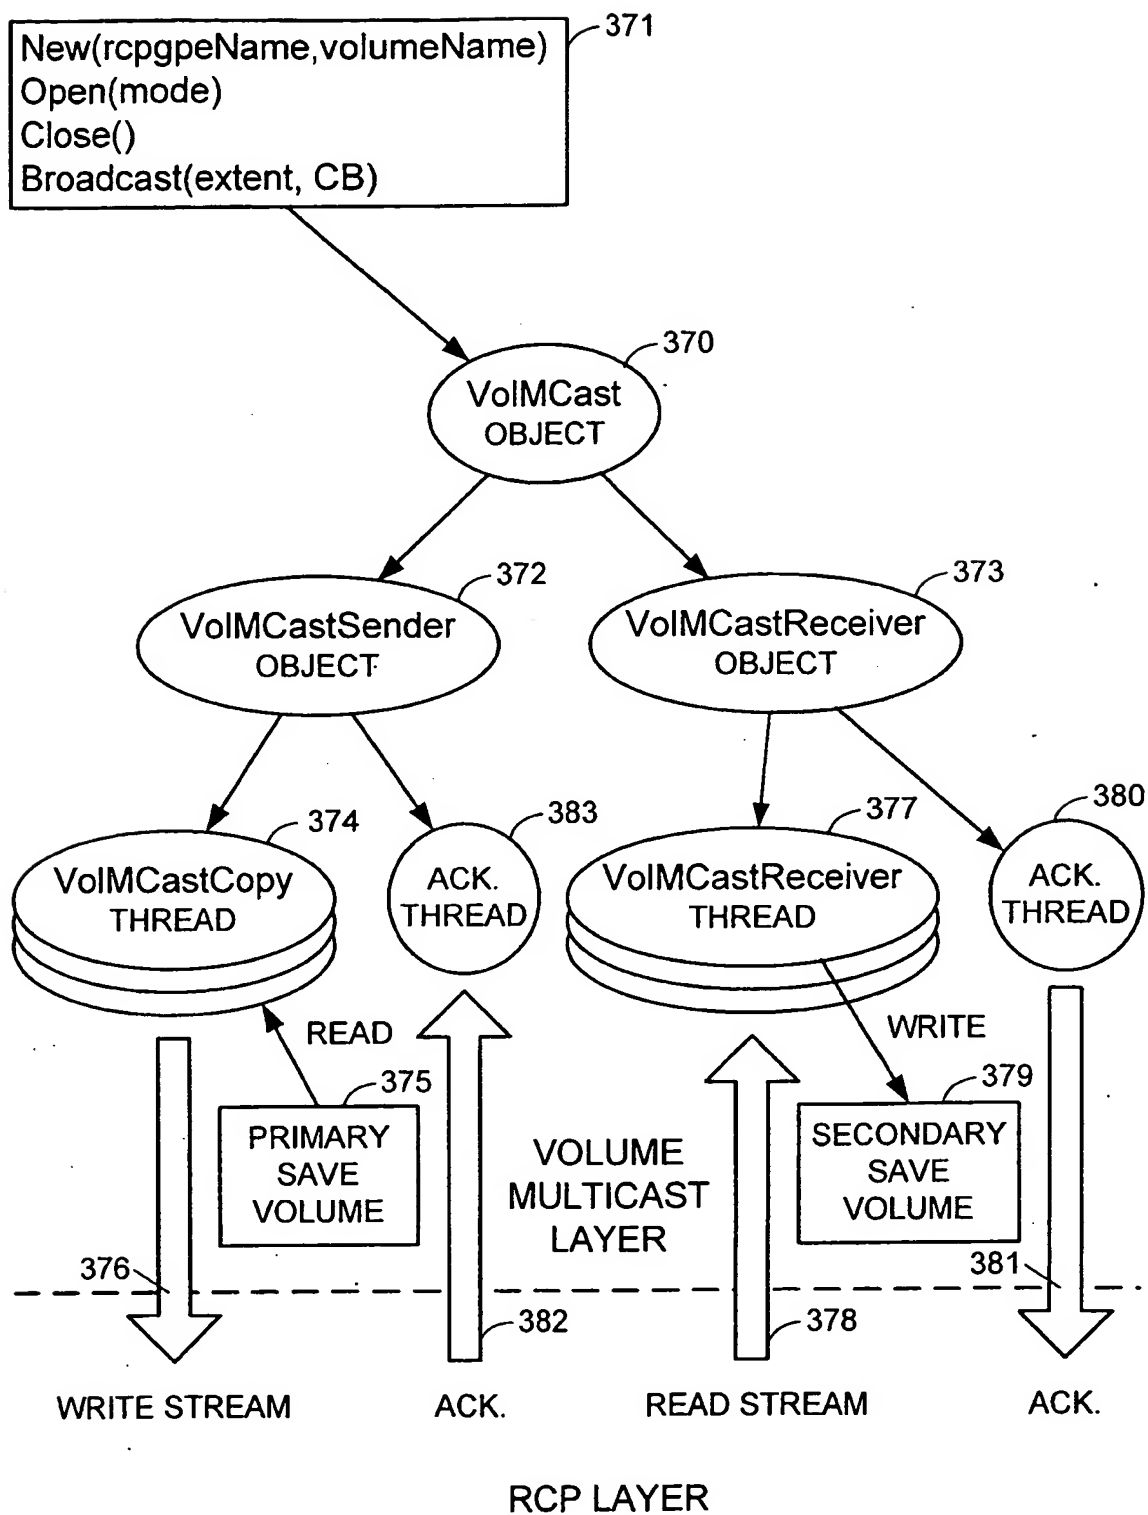 371
New(rcpgpeName,volumeName)
Open(mode)
Close()
Broadcast(extent, CB)
370
VolMCast
OBJECT
372
VolMCastSender
OBJECT
373
VolMCastReceiver
OBJECT
374
VolMCastCopy
THREAD
383
ACK.
THREAD
377
VolMCastReceiver
THREAD
380
ACK.
THREAD
READ
WRITE
375
PRIMARY
SAVE
VOLUME
VOLUME
MULTICAST
LAYER
379
SECONDARY
SAVE
VOLUME
376
382
378
381
WRITE STREAM
ACK.
READ STREAM
ACK.
RCP LAYER